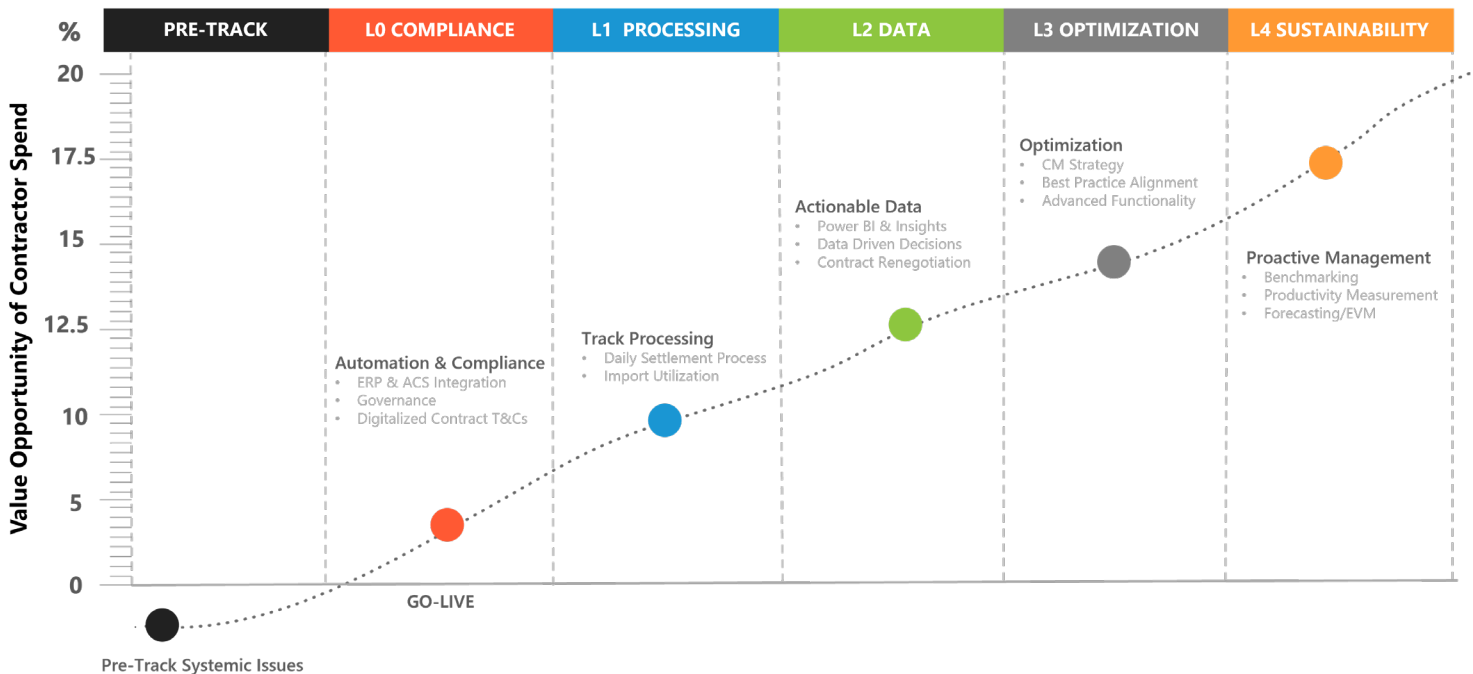 %
PRE-TRACK
L0 COMPLIANCE
L1 PROCESSING
L2 DATA
L3 OPTIMIZATION
L4 SUSTAINABILITY
Value Opportunity of Contractor Spend
20
17.5
15
12.5
10
5
0
Pre-Track Systemic Issues
GO-LIVE
Automation & Compliance
• ERP & ACS Integration
• Governance
• Digitalized Contract T&Cs
Track Processing
• Daily Settlement Process
• Import Utilization
Actionable Data
• Power BI & Insights
• Data Driven Decisions
• Contract Renegotiation
Optimization
• CM Strategy
• Best Practice Alignment
• Advanced Functionality
Proactive Management
• Benchmarking
• Productivity Measurement
• Forecasting/EVM